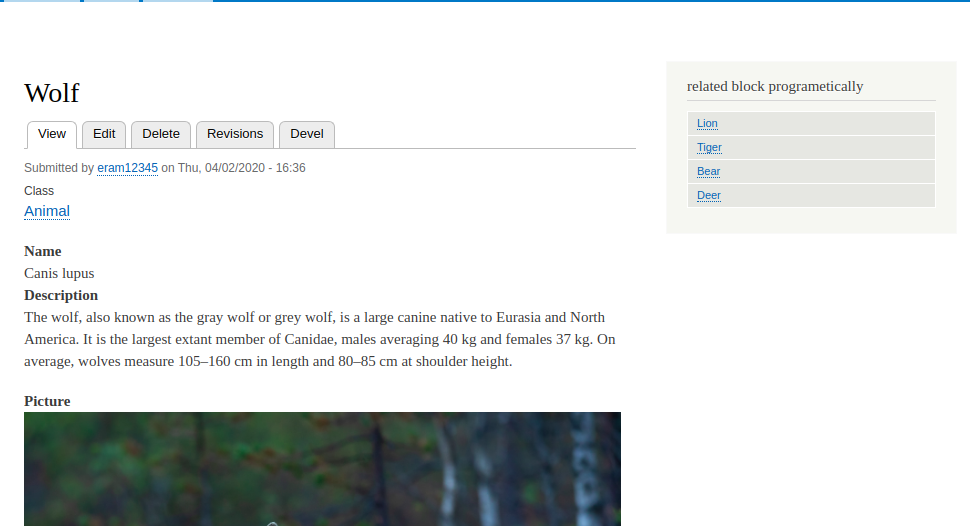 Wolf
View Edit Delete Revisions Devel
Submitted by eram12345 on Thu, 04/02/2020 - 16:36
Class
Animal
Name
Canis lupus
Description
The wolf, also known as the gray wolf or grey wolf, is a large canine native to Eurasia and North
America. It is the largest extant member of Canidae, males averaging 40 kg and females 37 kg. On
average, wolves measure 105–160 cm in length and 80–85 cm at shoulder height.
Picture
related block programetically
Lion
Tiger
Bear
Deer